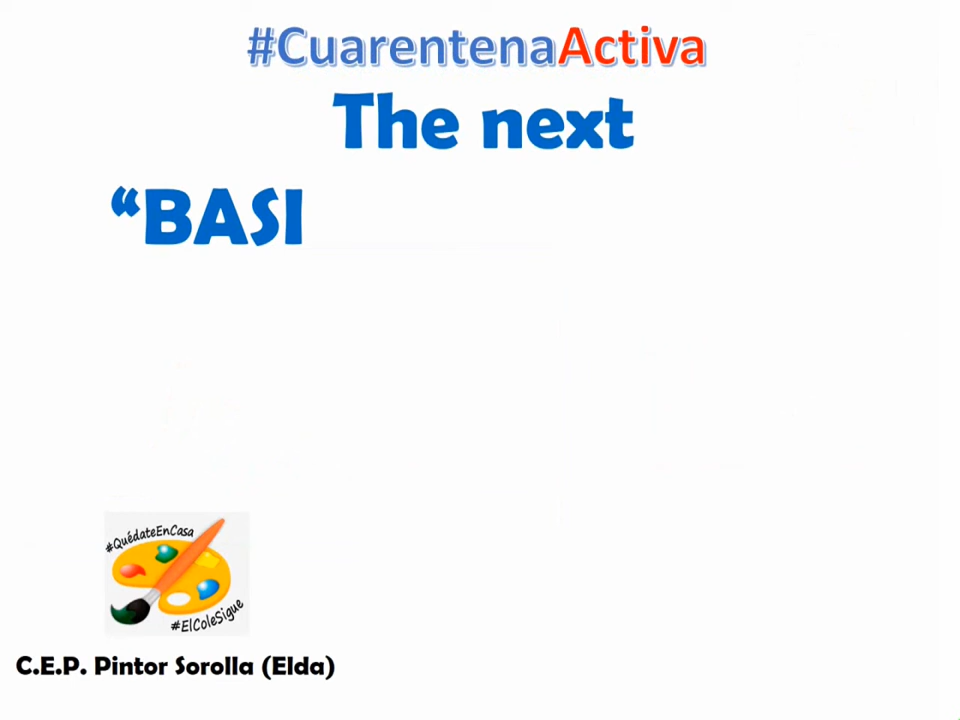 #CuarentenaActiva
The next
“BASI
#QuédateEnCasa
#ElColeSigue
C.E.P. Pintor Sorolla (Elda)